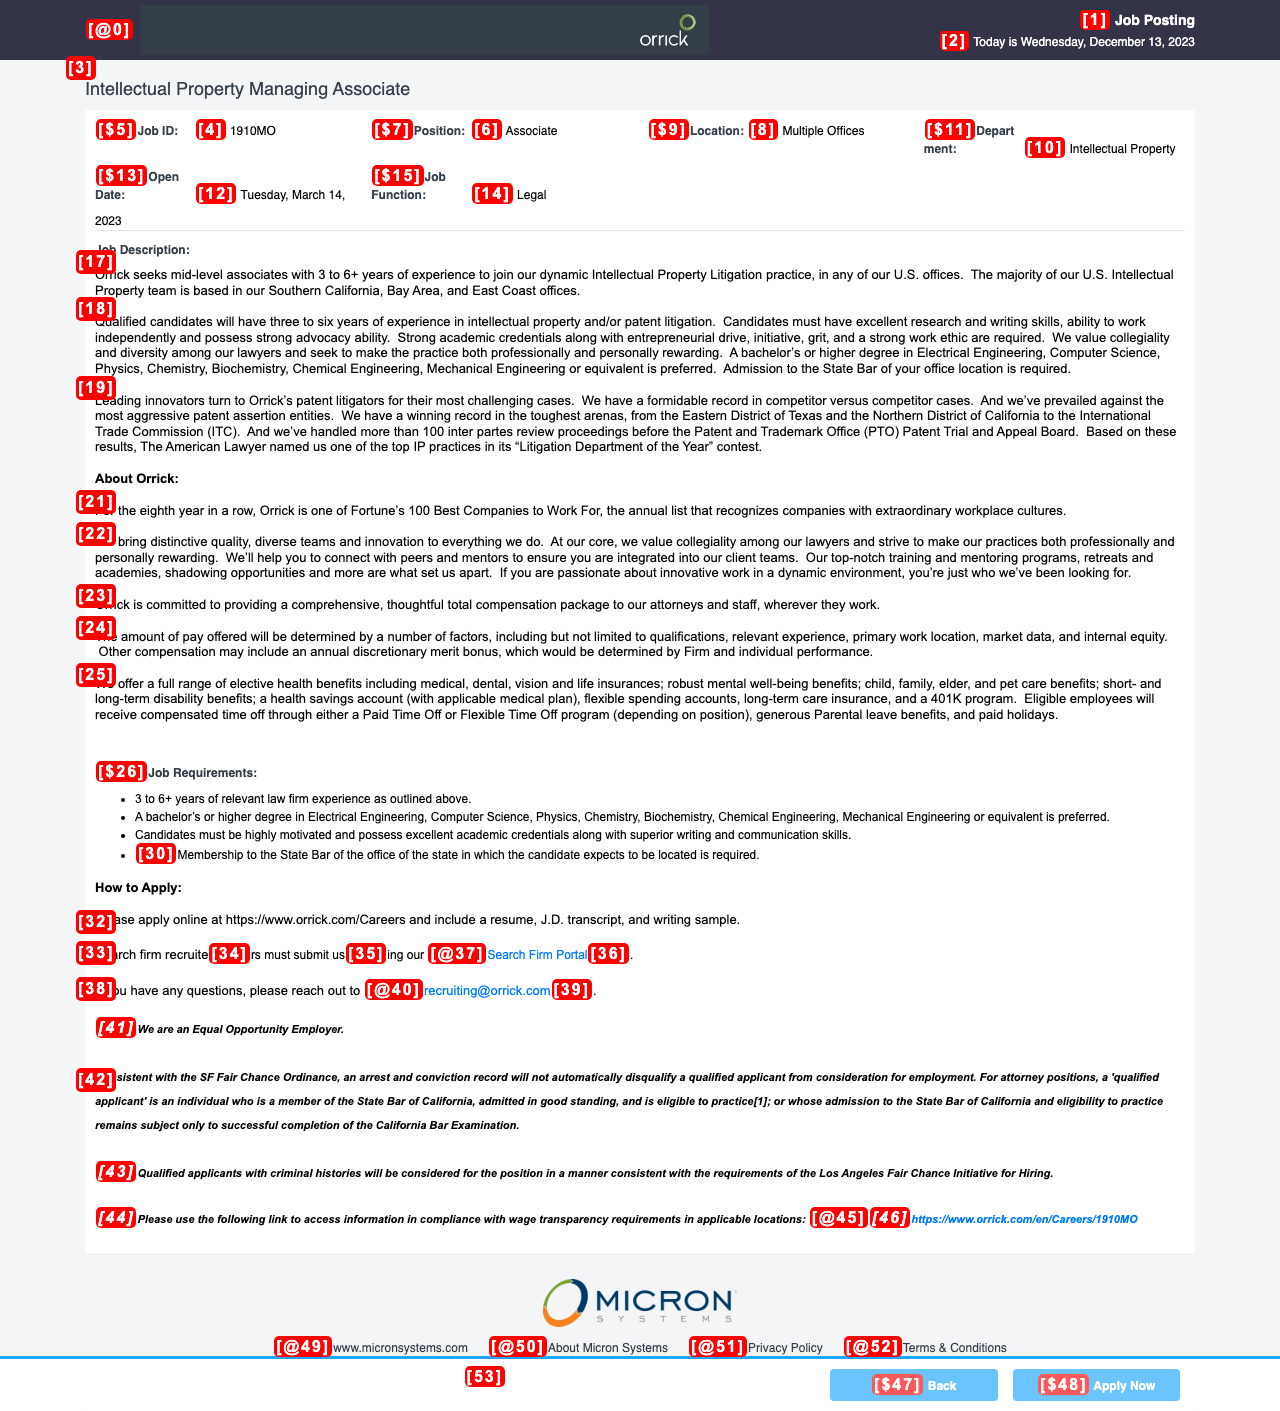 [@0]
orrick
[1] Job Posting
[2] Today is Wednesday, December 13, 2023
[3]
Intellectual Property Managing Associate
[$5] Job ID: [4] 1910MO [$7] Position: [6] Associate [$9] Location: [8] Multiple Offices [$11] Depart
ment: [10] Intellectual Property
[$13] Open [$15] Job
Date: [12] Tuesday, March 14, Function: [14] Legal
2023
Job Description:
[17]
Orrick seeks mid-level associates with 3 to 6+ years of experience to join our dynamic Intellectual Property Litigation practice, in any of our U.S. offices. The majority of our U.S. Intellectual
Property team is based in our Southern California, Bay Area, and East Coast offices.
[18]
Qualified candidates will have three to six years of experience in intellectual property and/or patent litigation. Candidates must have excellent research and writing skills, ability to work
independently and possess strong advocacy ability. Strong academic credentials along with entrepreneurial drive, initiative, grit, and a strong work ethic are required. We value collegiality
and diversity among our lawyers and seek to make the practice both professionally and personally rewarding. A bachelor’s or higher degree in Electrical Engineering, Computer Science,
Physics, Chemistry, Biochemistry, Chemical Engineering, Mechanical Engineering or equivalent is preferred. Admission to the State Bar of your office location is required.
[19]
Leading innovators turn to Orrick’s patent litigators for their most challenging cases. We have a formidable record in competitor versus competitor cases. And we’ve prevailed against the
most aggressive patent assertion entities. We have a winning record in the toughest arenas, from the Eastern District of Texas and the Northern District of California to the International
Trade Commission (ITC). And we’ve handled more than 100 inter partes review proceedings before the Patent and Trademark Office (PTO) Patent Trial and Appeal Board. Based on these
results, The American Lawyer named us one of the top IP practices in its “Litigation Department of the Year” contest.
About Orrick:
[21]
the eighth year in a row, Orrick is one of Fortune’s 100 Best Companies to Work For, the annual list that recognizes companies with extraordinary workplace cultures.
[22]
bring distinctive quality, diverse teams and innovation to everything we do. At our core, we value collegiality among our lawyers and strive to make our practices both professionally and
personally rewarding. We’ll help you to connect with peers and mentors to ensure you are integrated into our client teams. Our top-notch training and mentoring programs, retreats and
academies, shadowing opportunities and more are what set us apart. If you are passionate about innovative work in a dynamic environment, you’re just who we’ve been looking for.
[23]
Orrick is committed to providing a comprehensive, thoughtful total compensation package to our attorneys and staff, wherever they work.
[24]
The amount of pay offered will be determined by a number of factors, including but not limited to qualifications, relevant experience, primary work location, market data, and internal equity.
Other compensation may include an annual discretionary merit bonus, which would be determined by Firm and individual performance.
[25]
We offer a full range of elective health benefits including medical, dental, vision and life insurances; robust mental well-being benefits; child, family, elder, and pet care benefits; short- and
long-term disability benefits; a health savings account (with applicable medical plan), flexible spending accounts, long-term care insurance, and a 401K program. Eligible employees will
receive compensated time off through either a Paid Time Off or Flexible Time Off program (depending on position), generous Parental leave benefits, and paid holidays.
[$26] Job Requirements:
• 3 to 6+ years of relevant law firm experience as outlined above.
• A bachelor’s or higher degree in Electrical Engineering, Computer Science, Physics, Chemistry, Biochemistry, Chemical Engineering, Mechanical Engineering or equivalent is preferred.
• Candidates must be highly motivated and possess excellent academic credentials along with superior writing and communication skills.
• [30] Membership to the State Bar of the office of the state in which the candidate expects to be located is required.
How to Apply:
[32]ase apply online at https://www.orrick.com/Careers and include a resume, J.D. transcript, and writing sample.
[33]rch firm recruite[34]rs must submit us[35]ing our [@37] Search Firm Portal[36].
[38]ou have any questions, please reach out to [@40]recruiting@orrick.com[39].
[41] We are an Equal Opportunity Employer.
[42]sistent with the SF Fair Chance Ordinance, an arrest and conviction record will not automatically disqualify a qualified applicant from consideration for employment. For attorney positions, a 'qualified
applicant' is an individual who is a member of the State Bar of California, admitted in good standing, and is eligible to practice[1]; or whose admission to the State Bar of California and eligibility to practice
remains subject only to successful completion of the California Bar Examination.
[43] Qualified applicants with criminal histories will be considered for the position in a manner consistent with the requirements of the Los Angeles Fair Chance Initiative for Hiring.
[44] Please use the following link to access information in compliance with wage transparency requirements in applicable locations: [@45] [46] https://www.orrick.com/en/Careers/1910MO
MICRON
SYSTEMS
[@49] www.micronsystems.com [@50] About Micron Systems [@51] Privacy Policy [@52] Terms & Conditions
[53]
[$47] Back [$48] Apply Now